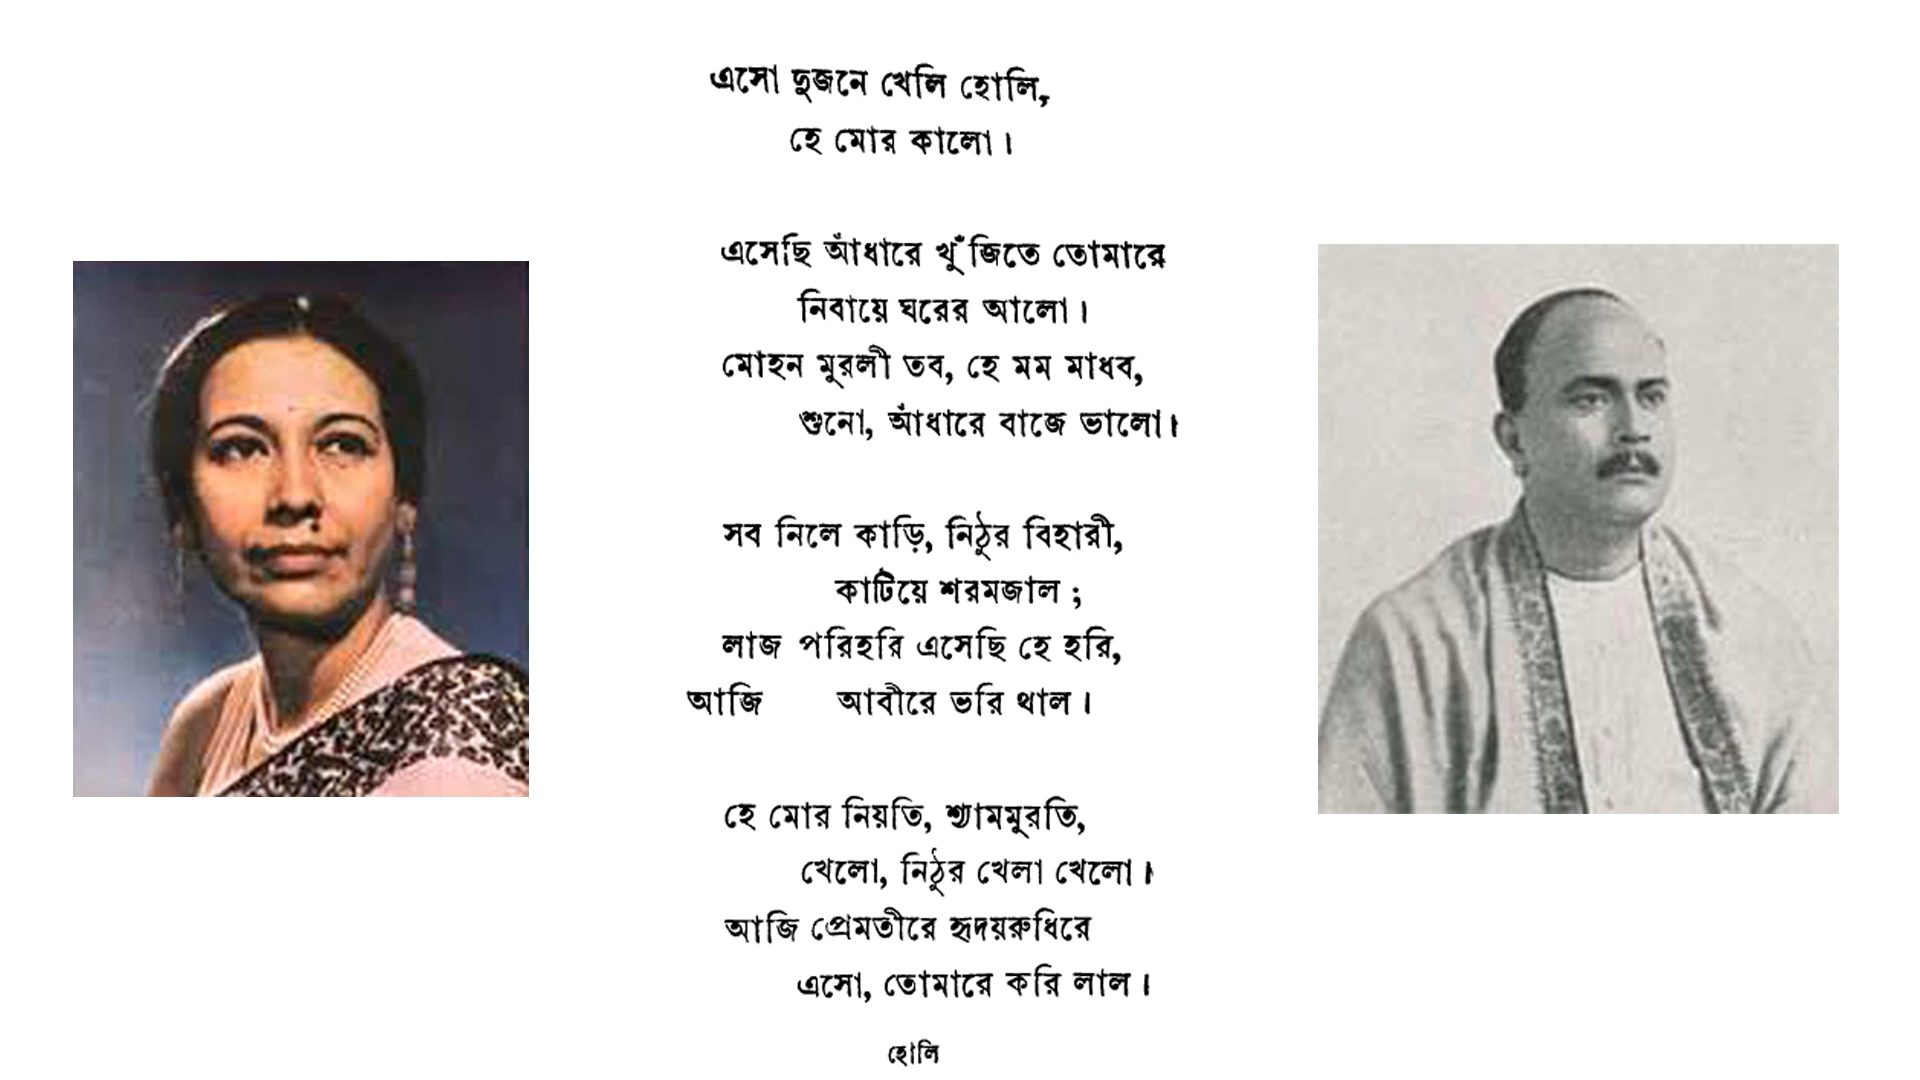 এসো দুজনে খেলি হোলি,
হে মোর কালো।
এসেছি আঁধারে খুঁজিতে তোমারে
নিবায়ে ঘরের আলো।
মোহন মুরলী তব, হে মম মাধব,
শুনো, আঁধারে বাজে ভালো।
সব নিলে কাড়ি, নিঠুর বিহারী,
কাটিয়ে শরমজাল;
লাজ পরিহরি এসেছি হে হরি,
আজি আবীরে ভরি থাল।
হে মোর নিয়তি, শ্যামমুরতি,
খেলো, নিঠুর খেলা খেলো।
আজি প্রেমতীরে হৃদয়রুধিরে
এসো, তোমারে করি লাল।
হোলি